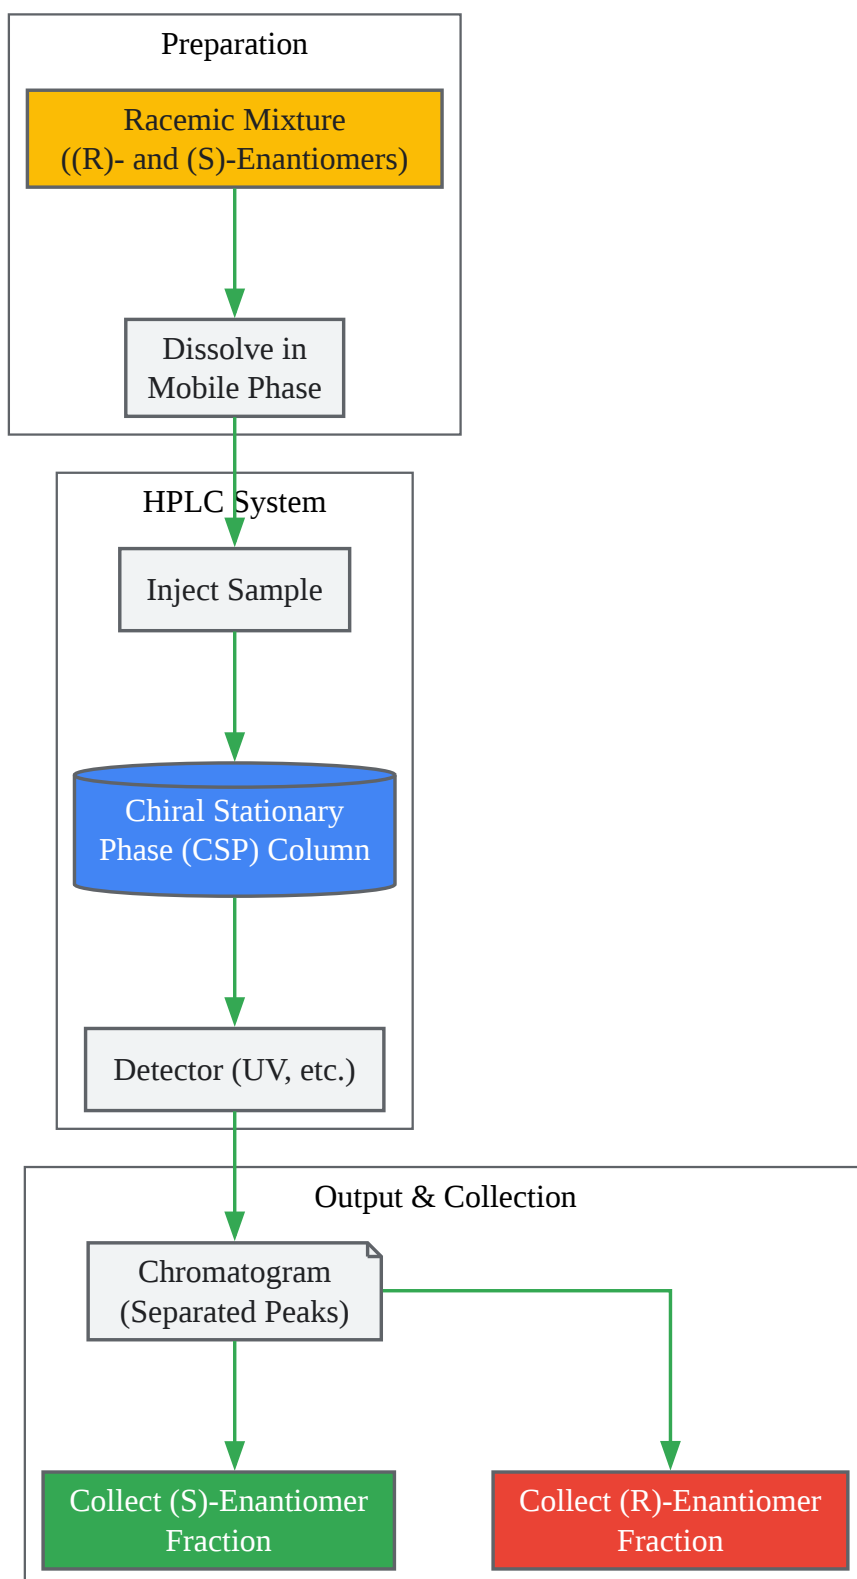 Preparation
Racemic Mixture
((R)- and (S)-Enantiomers)
Dissolve in
Mobile Phase
HPLC System
Inject Sample
Chiral Stationary
Phase (CSP) Column
Detector (UV, etc.)
Output & Collection
Chromatogram
(Separated Peaks)
Collect (S)-Enantiomer
Fraction
Collect (R)-Enantiomer
Fraction